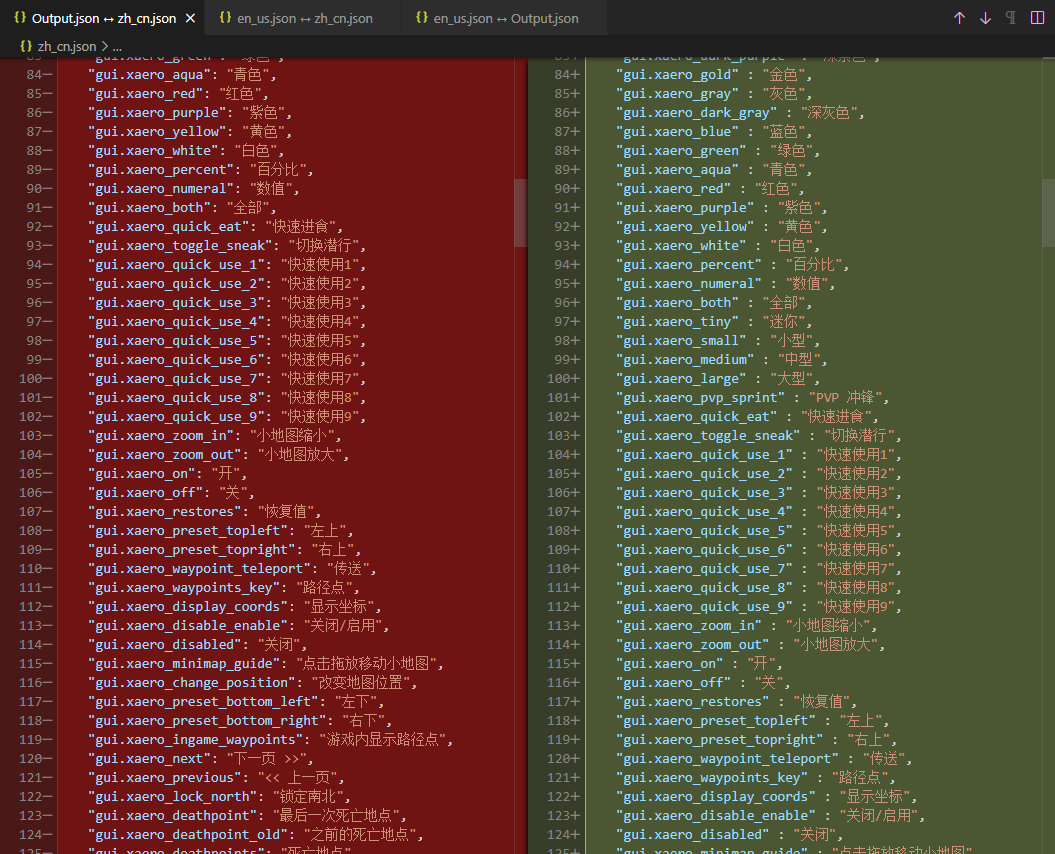 {} Output.json ↔ zh_cn.json ✕ {} en_us.json ↔ zh_cn.json {} en_us.json ↔ Output.json
{} zh_cn.json > ...
84— "gui.xaero_aqua": "青色",
85— "gui.xaero_red": "红色",
86— "gui.xaero_purple": "紫色",
87— "gui.xaero_yellow": "黄色",
88— "gui.xaero_white": "白色",
89— "gui.xaero_percent": "百分比",
90— "gui.xaero_numeral": "数值",
91— "gui.xaero_both": "全部",
92— "gui.xaero_quick_eat": "快速进食",
93— "gui.xaero_toggle_sneak": "切换潜行",
94— "gui.xaero_quick_use_1": "快速使用1",
95— "gui.xaero_quick_use_2": "快速使用2",
96— "gui.xaero_quick_use_3": "快速使用3",
97— "gui.xaero_quick_use_4": "快速使用4",
98— "gui.xaero_quick_use_5": "快速使用5",
99— "gui.xaero_quick_use_6": "快速使用6",
100— "gui.xaero_quick_use_7": "快速使用7",
101— "gui.xaero_quick_use_8": "快速使用8",
102— "gui.xaero_quick_use_9": "快速使用9",
103— "gui.xaero_zoom_in": "小地图缩小",
104— "gui.xaero_zoom_out": "小地图放大",
105— "gui.xaero_on": "开",
106— "gui.xaero_off": "关",
107— "gui.xaero_restores": "恢复值",
108— "gui.xaero_preset_topleft": "左上",
109— "gui.xaero_preset_topright": "右上",
110— "gui.xaero_waypoint_teleport": "传送",
111— "gui.xaero_waypoints_key": "路径点",
112— "gui.xaero_display_coords": "显示坐标",
113— "gui.xaero_disable_enable": "关闭/启用",
114— "gui.xaero_disabled": "关闭",
115— "gui.xaero_minimap_guide": "点击拖放移动小地图",
116— "gui.xaero_change_position": "改变地图位置",
117— "gui.xaero_preset_bottom_left": "左下",
118— "gui.xaero_preset_bottom_right": "右下",
119— "gui.xaero_ingame_waypoints": "游戏内显示路径点",
120— "gui.xaero_next": "下一页 >>",
121— "gui.xaero_previous": "<< 上一页",
122— "gui.xaero_lock_north": "锁定南北",
123— "gui.xaero_deathpoint": "最后一次死亡地点",
124— "gui.xaero_deathpoint_old": "之前的死亡地点",
84+ "gui.xaero_gold" : "金色",
85+ "gui.xaero_gray" : "灰色",
86+ "gui.xaero_dark_gray" : "深灰色",
87+ "gui.xaero_blue" : "蓝色",
88+ "gui.xaero_green" : "绿色",
89+ "gui.xaero_aqua" : "青色",
90+ "gui.xaero_red" : "红色",
91+ "gui.xaero_purple" : "紫色",
92+ "gui.xaero_yellow" : "黄色",
93+ "gui.xaero_white" : "白色",
94+ "gui.xaero_percent" : "百分比",
95+ "gui.xaero_numeral" : "数值",
96+ "gui.xaero_both" : "全部",
97+ "gui.xaero_tiny" : "迷你",
98+ "gui.xaero_small" : "小型",
99+ "gui.xaero_medium" : "中型",
100+ "gui.xaero_large" : "大型",
101+ "gui.xaero_pvp_sprint" : "PVP 冲锋",
102+ "gui.xaero_quick_eat" : "快速进食",
103+ "gui.xaero_toggle_sneak" : "切换潜行",
104+ "gui.xaero_quick_use_1" : "快速使用1",
105+ "gui.xaero_quick_use_2" : "快速使用2",
106+ "gui.xaero_quick_use_3" : "快速使用3",
107+ "gui.xaero_quick_use_4" : "快速使用4",
108+ "gui.xaero_quick_use_5" : "快速使用5",
109+ "gui.xaero_quick_use_6" : "快速使用6",
110+ "gui.xaero_quick_use_7" : "快速使用7",
111+ "gui.xaero_quick_use_8" : "快速使用8",
112+ "gui.xaero_quick_use_9" : "快速使用9",
113+ "gui.xaero_zoom_in" : "小地图缩小",
114+ "gui.xaero_zoom_out" : "小地图放大",
115+ "gui.xaero_on" : "开",
116+ "gui.xaero_off" : "关",
117+ "gui.xaero_restores" : "恢复值",
118+ "gui.xaero_preset_topleft" : "左上",
119+ "gui.xaero_preset_topright" : "右上",
120+ "gui.xaero_waypoint_teleport" : "传送",
121+ "gui.xaero_waypoints_key" : "路径点",
122+ "gui.xaero_display_coords" : "显示坐标",
123+ "gui.xaero_disable_enable" : "关闭/启用",
124+ "gui.xaero_disabled" : "关闭",